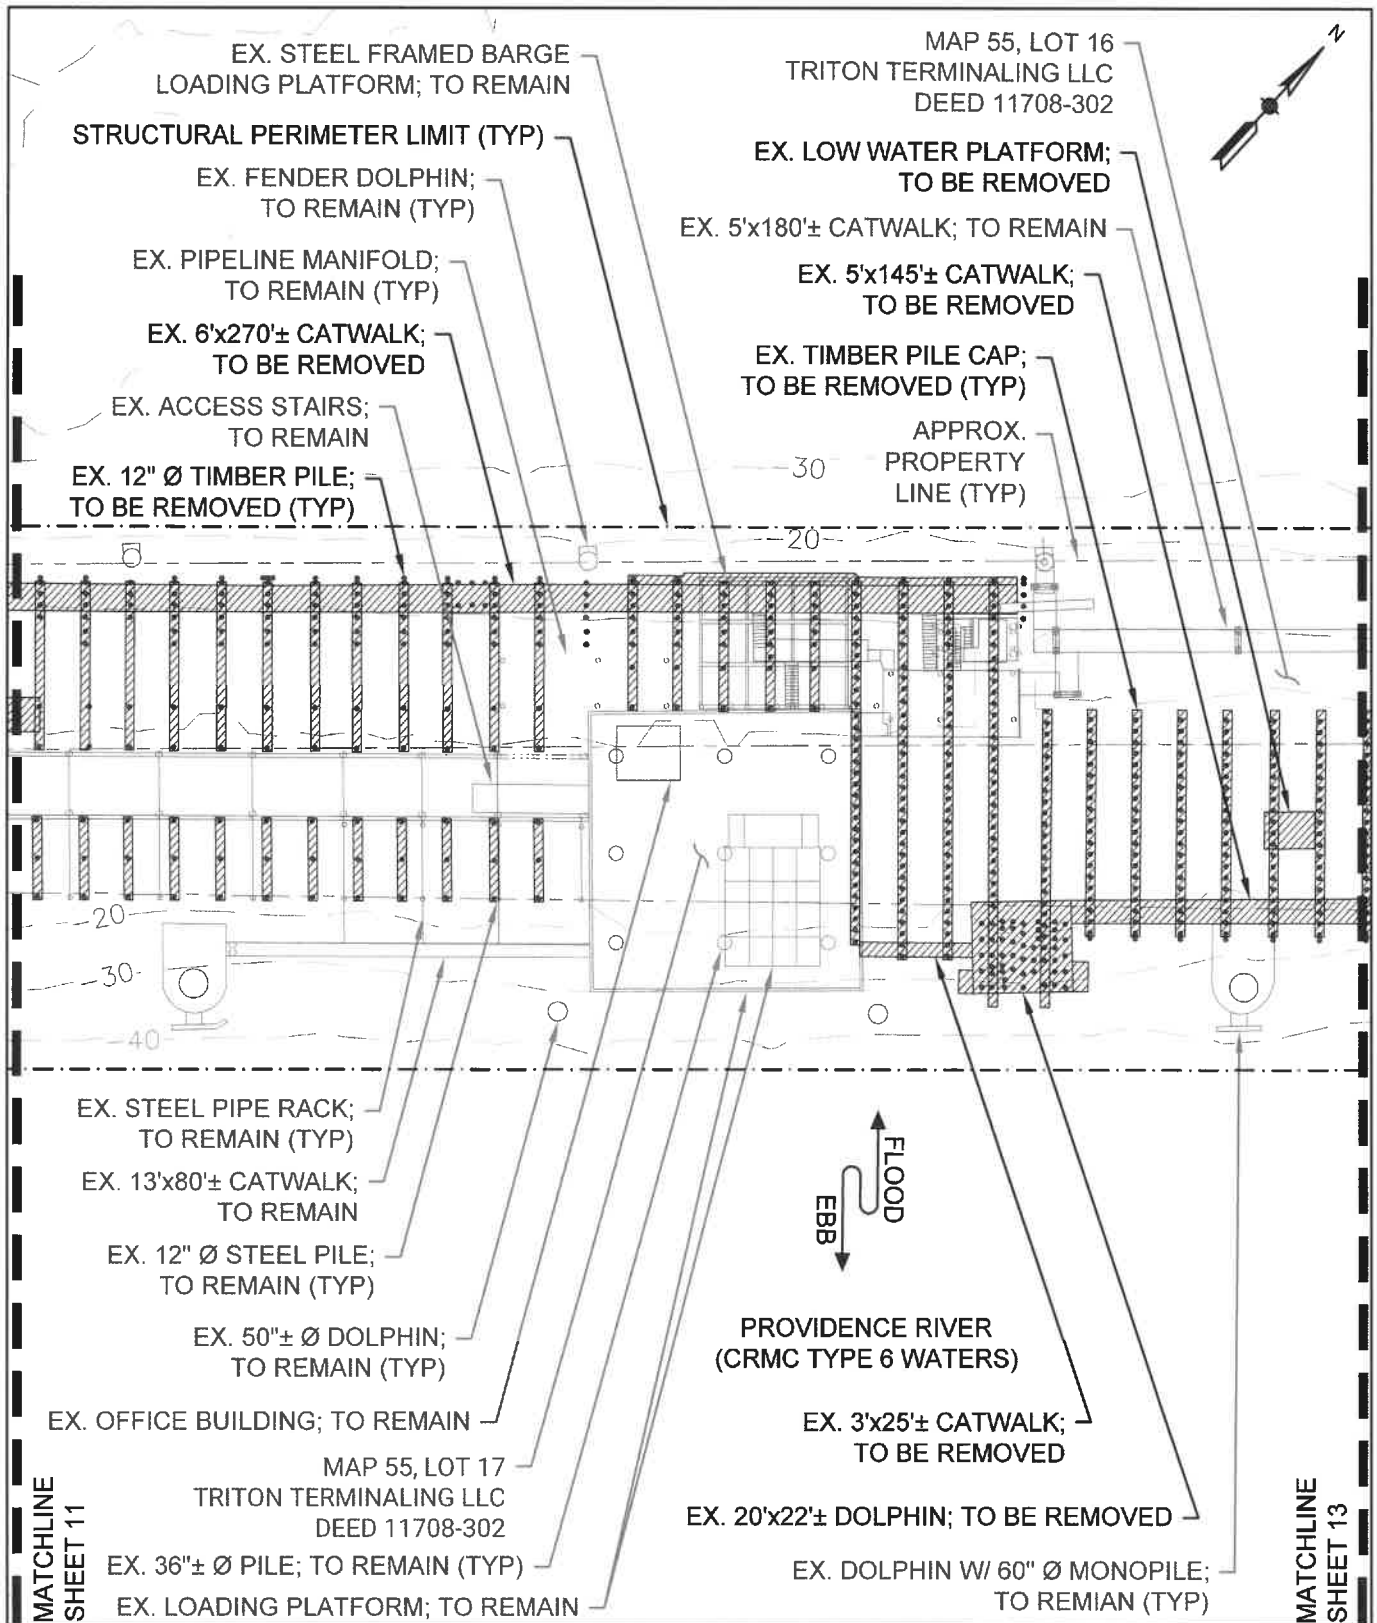 EX. STEEL FRAMED BARGE
LOADING PLATFORM; TO REMAIN
STRUCTURAL PERIMETER LIMIT (TYP)
EX. FENDER DOLPHIN;
TO REMAIN (TYP)
EX. PIPELINE MANIFOLD;
TO REMAIN (TYP)
EX. 6'x270'± CATWALK;
TO BE REMOVED
EX. ACCESS STAIRS;
TO REMAIN
EX. 12" Ø TIMBER PILE;
TO BE REMOVED (TYP)
MAP 55, LOT 16
TRITON TERMINALING LLC
DEED 11708-302
N
EX. LOW WATER PLATFORM;
TO BE REMOVED
EX. 5'x180'± CATWALK; TO REMAIN
EX. 5'x145'± CATWALK;
TO BE REMOVED
EX. TIMBER PILE CAP;
TO BE REMOVED (TYP)
APPROX.
PROPERTY
LINE (TYP)
30
20
20
30
40
EX. STEEL PIPE RACK;
TO REMAIN (TYP)
EX. 13'x80'± CATWALK;
TO REMAIN
EX. 12" Ø STEEL PILE;
TO REMAIN (TYP)
EX. 50"± Ø DOLPHIN;
TO REMAIN (TYP)
EX. OFFICE BUILDING; TO REMAIN
MAP 55, LOT 17
TRITON TERMINALING LLC
DEED 11708-302
EX. 36"± Ø PILE; TO REMAIN (TYP)
EX. LOADING PLATFORM; TO REMAIN
FLOOD
EBB
PROVIDENCE RIVER
(CRMC TYPE 6 WATERS)
EX. 3'x25'± CATWALK;
TO BE REMOVED
EX. 20'x22'± DOLPHIN; TO BE REMOVED
EX. DOLPHIN W/ 60" Ø MONOPILE;
TO REMIAN (TYP)
MATCHLINE
SHEET 11
MATCHLINE
SHEET 13